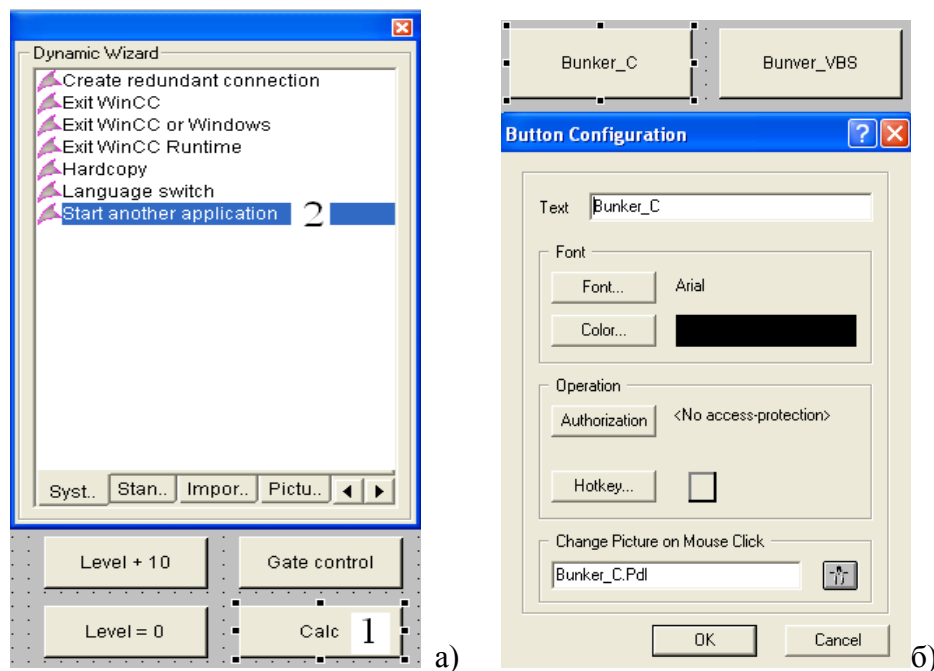 Dynamic Wizard
Create redundant connection
Exit WinCC
Exit WinCC or Windows
Exit WinCC Runtime
Hardcopy
Language switch
Start another application 2
Syst.. Stan.. Impor.. Pictu..
Level + 10 Gate control
Level = 0 Calc 1
а)
Bunker_C Bunver_VBS
Button Configuration
Text Bunker_C
Font
Font... Arial
Color...
Operation
Authorization <No access-protection>
Hotkey...
Change Picture on Mouse Click
Bunker_C.Pdl
OK Cancel
б)